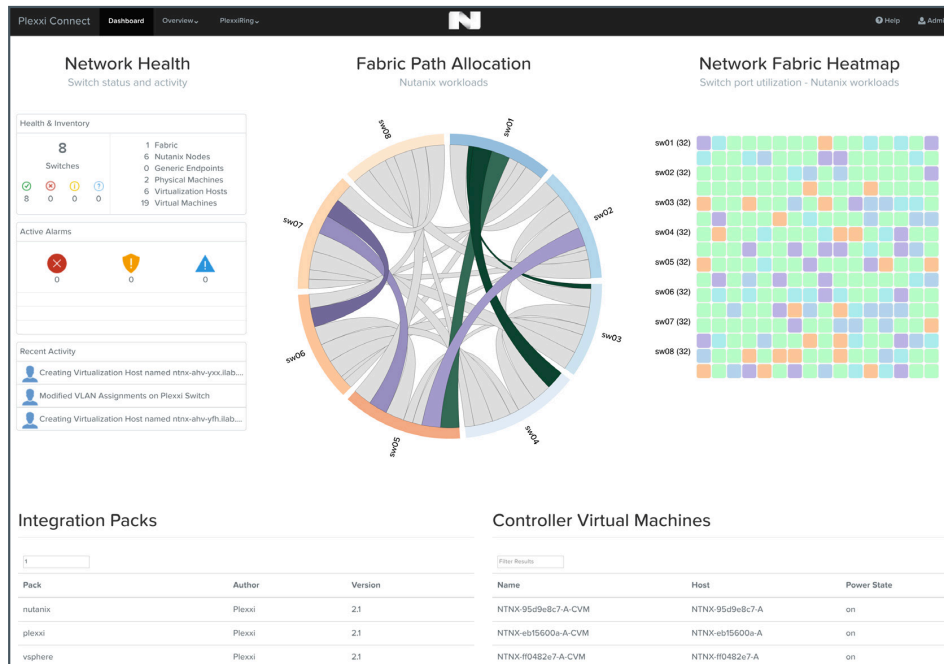 Plexxi Connect Dashboard Overview PlexxiRing N Help Admi
Network Health
Switch status and activity
Health & Inventory
8
Switches
8 0 0 0
1 Fabric
6 Nutanix Nodes
0 Generic Endpoints
2 Physical Machines
6 Virtualization Hosts
19 Virtual Machines
Active Alarms
0 0 0
Recent Activity
Creating Virtualization Host named ntnx-ahv-yxx.ilab....
Modified VLAN Assignments on Plexxi Switch
Creating Virtualization Host named ntnx-ahv-yfh.ilab....
Fabric Path Allocation
Nutanix workloads
sw01
sw02
sw03
sw04
sw05
sw06
sw07
sw08
Network Fabric Heatmap
Switch port utilization - Nutanix workloads
sw01 (32)
sw02 (32)
sw03 (32)
sw04 (32)
sw05 (32)
sw06 (32)
sw07 (32)
sw08 (32)
Integration Packs
1
Pack Author Version
nutanix Plexxi 2.1
plexxi Plexxi 2.1
vsphere Plexxi 2.1
Controller Virtual Machines
Filter Results
Name Host Power State
NTNX-95d9e8c7-A-CVM NTNX-95d9e8c7-A on
NTNX-eb15600a-A-CVM NTNX-eb15600a-A on
NTNX-ff0482e7-A-CVM NTNX-ff0482e7-A on